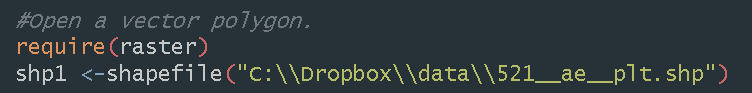 #Open a vector polygon.
require(raster)
shp1 <-shapefile("C:\\Dropbox\\data\\521__ae__plt.shp")